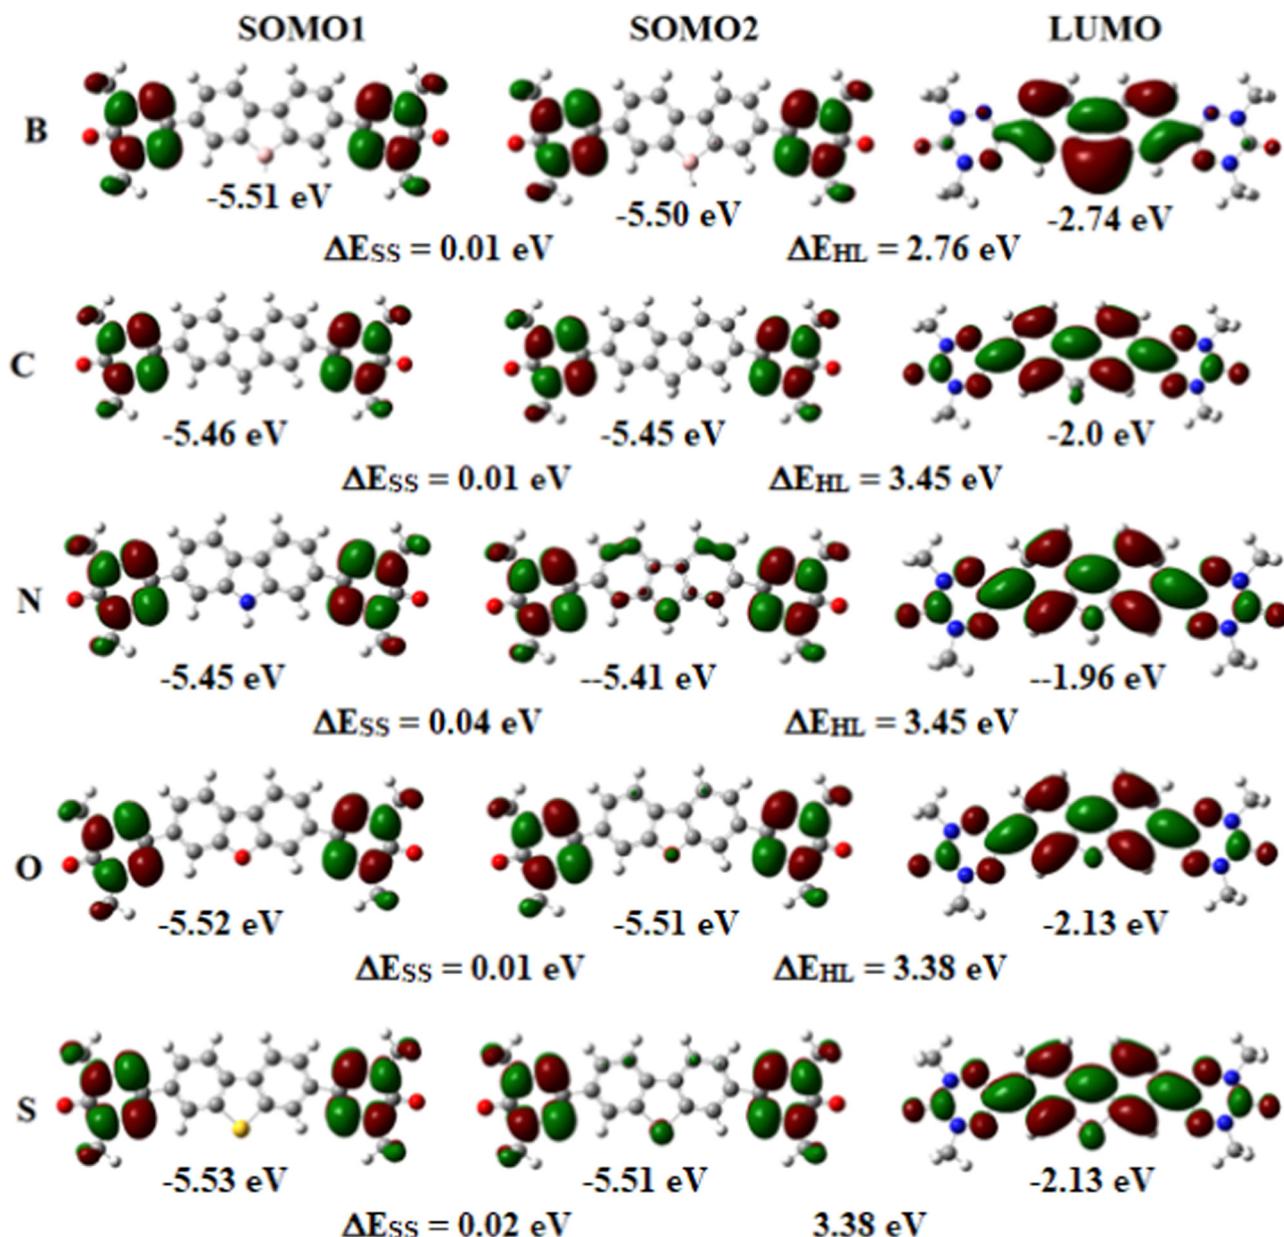 SOMO1 SOMO2 LUMO
B
-5.51 eV -5.50 eV -2.74 eV
ΔESS = 0.01 eV ΔEHL = 2.76 eV
C
-5.46 eV -5.45 eV -2.0 eV
ΔESS = 0.01 eV ΔEHL = 3.45 eV
N
-5.45 eV --5.41 eV --1.96 eV
ΔESS = 0.04 eV ΔEHL = 3.45 eV
O
-5.52 eV -5.51 eV -2.13 eV
ΔESS = 0.01 eV ΔEHL = 3.38 eV
S
-5.53 eV -5.51 eV -2.13 eV
ΔESS = 0.02 eV 3.38 eV